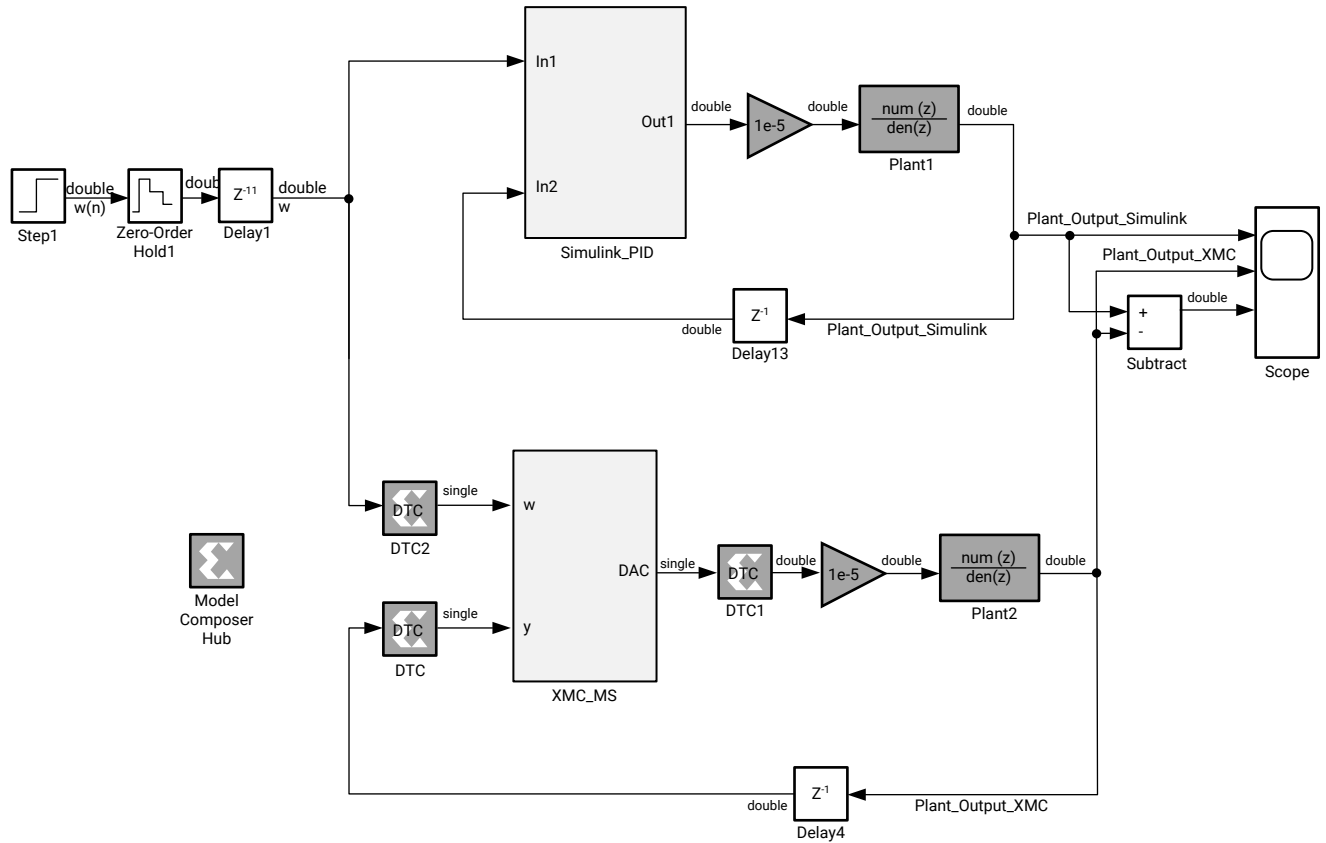 In1
Out1
In2
Simulink_PID
double
1e-5
double
num (z)
den(z)
double
Plant1
double
w(n)
Step1
doub
Zero-Order
Hold1
Z-11
Delay1
double
w
Plant_Output_Simulink
Plant_Output_XMC
double
Z-1
Delay13
Plant_Output_Simulink
+
-
Subtract
double
Scope
DTC
DTC2
single
w
DAC
y
XMC_MS
single
DTC
DTC1
double
1e-5
double
num (z)
den(z)
double
Plant2
Model
Composer
Hub
DTC
DTC
single
double
Z-1
Delay4
Plant_Output_XMC